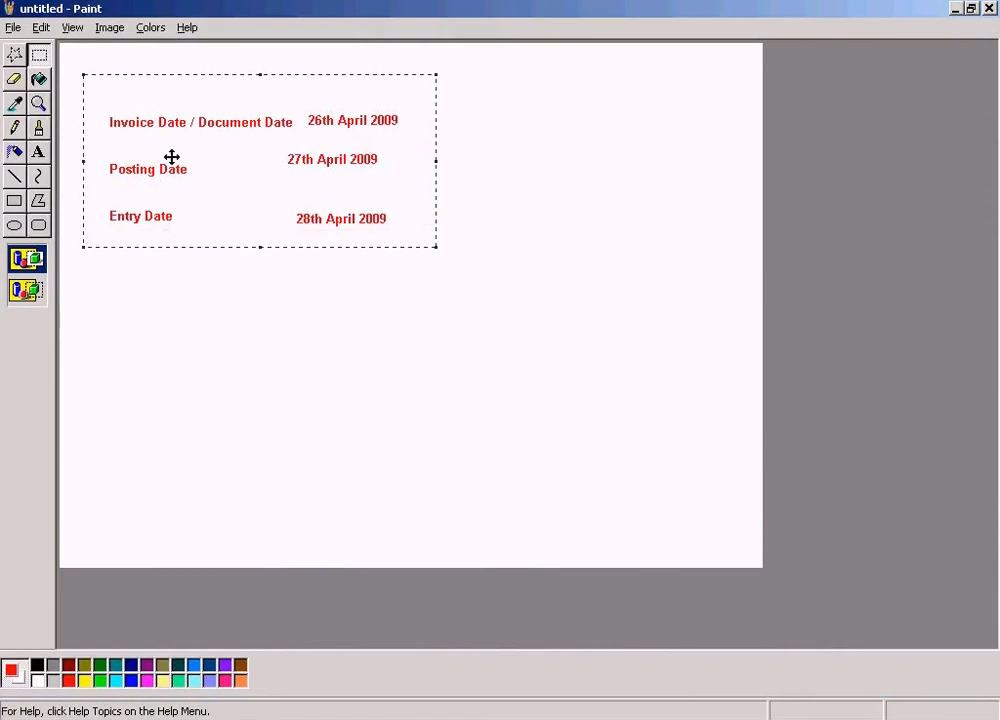 untitled - Paint
File Edit View Image Colors Help
Invoice Date / Document Date 26th April 2009
Posting Date 27th April 2009
Entry Date 28th April 2009
A
For Help, click Help Topics on the Help Menu.